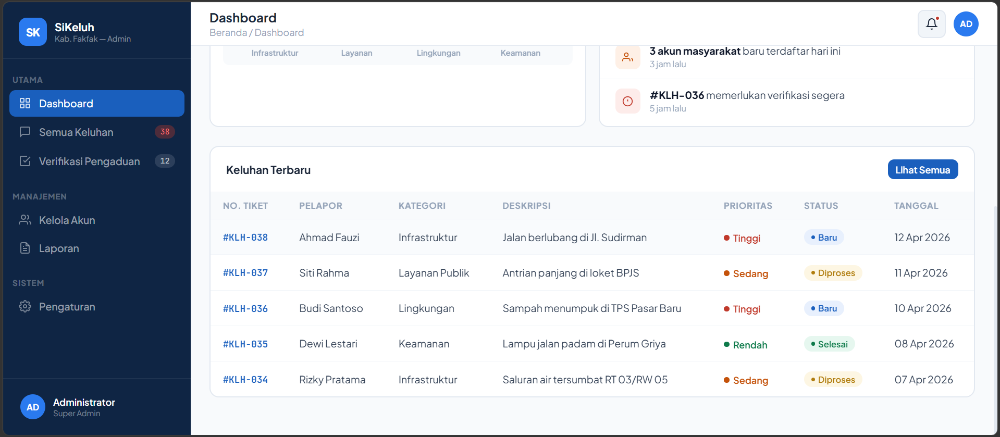 SK
SiKeluh
Kab. Fakfak — Admin
UTAMA
Dashboard
Semua Keluhan 38
Verifikasi Pengaduan 12
MANAJEMEN
Kelola Akun
Laporan
SISTEM
Pengaturan
AD
Administrator
Super Admin
Dashboard
Beranda / Dashboard
AD
Infrastruktur Layanan Lingkungan Keamanan
3 akun masyarakat baru terdaftar hari ini
3 jam lalu
#KLH-036 memerlukan verifikasi segera
5 jam lalu
Keluhan Terbaru
Lihat Semua
NO. TIKET PELAPOR KATEGORI DESKRIPSI PRIORITAS STATUS TANGGAL
#KLH-038 Ahmad Fauzi Infrastruktur Jalan berlubang di Jl. Sudirman Tinggi Baru 12 Apr 2026
#KLH-037 Siti Rahma Layanan Publik Antrian panjang di loket BPJS Sedang Diproses 11 Apr 2026
#KLH-036 Budi Santoso Lingkungan Sampah menumpuk di TPS Pasar Baru Tinggi Baru 10 Apr 2026
#KLH-035 Dewi Lestari Keamanan Lampu jalan padam di Perum Griya Rendah Selesai 08 Apr 2026
#KLH-034 Rizky Pratama Infrastruktur Saluran air tersumbat RT 03/RW 05 Sedang Diproses 07 Apr 2026